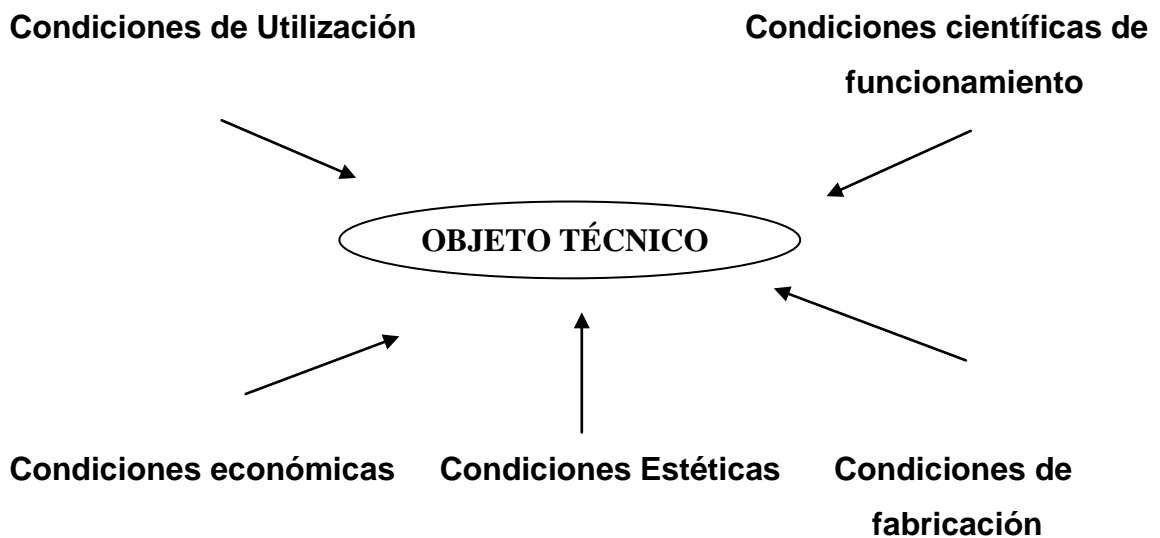 Condiciones de Utilización
Condiciones científicas de
funcionamiento
OBJETO TÉCNICO
Condiciones económicas
Condiciones Estéticas
Condiciones de
fabricación